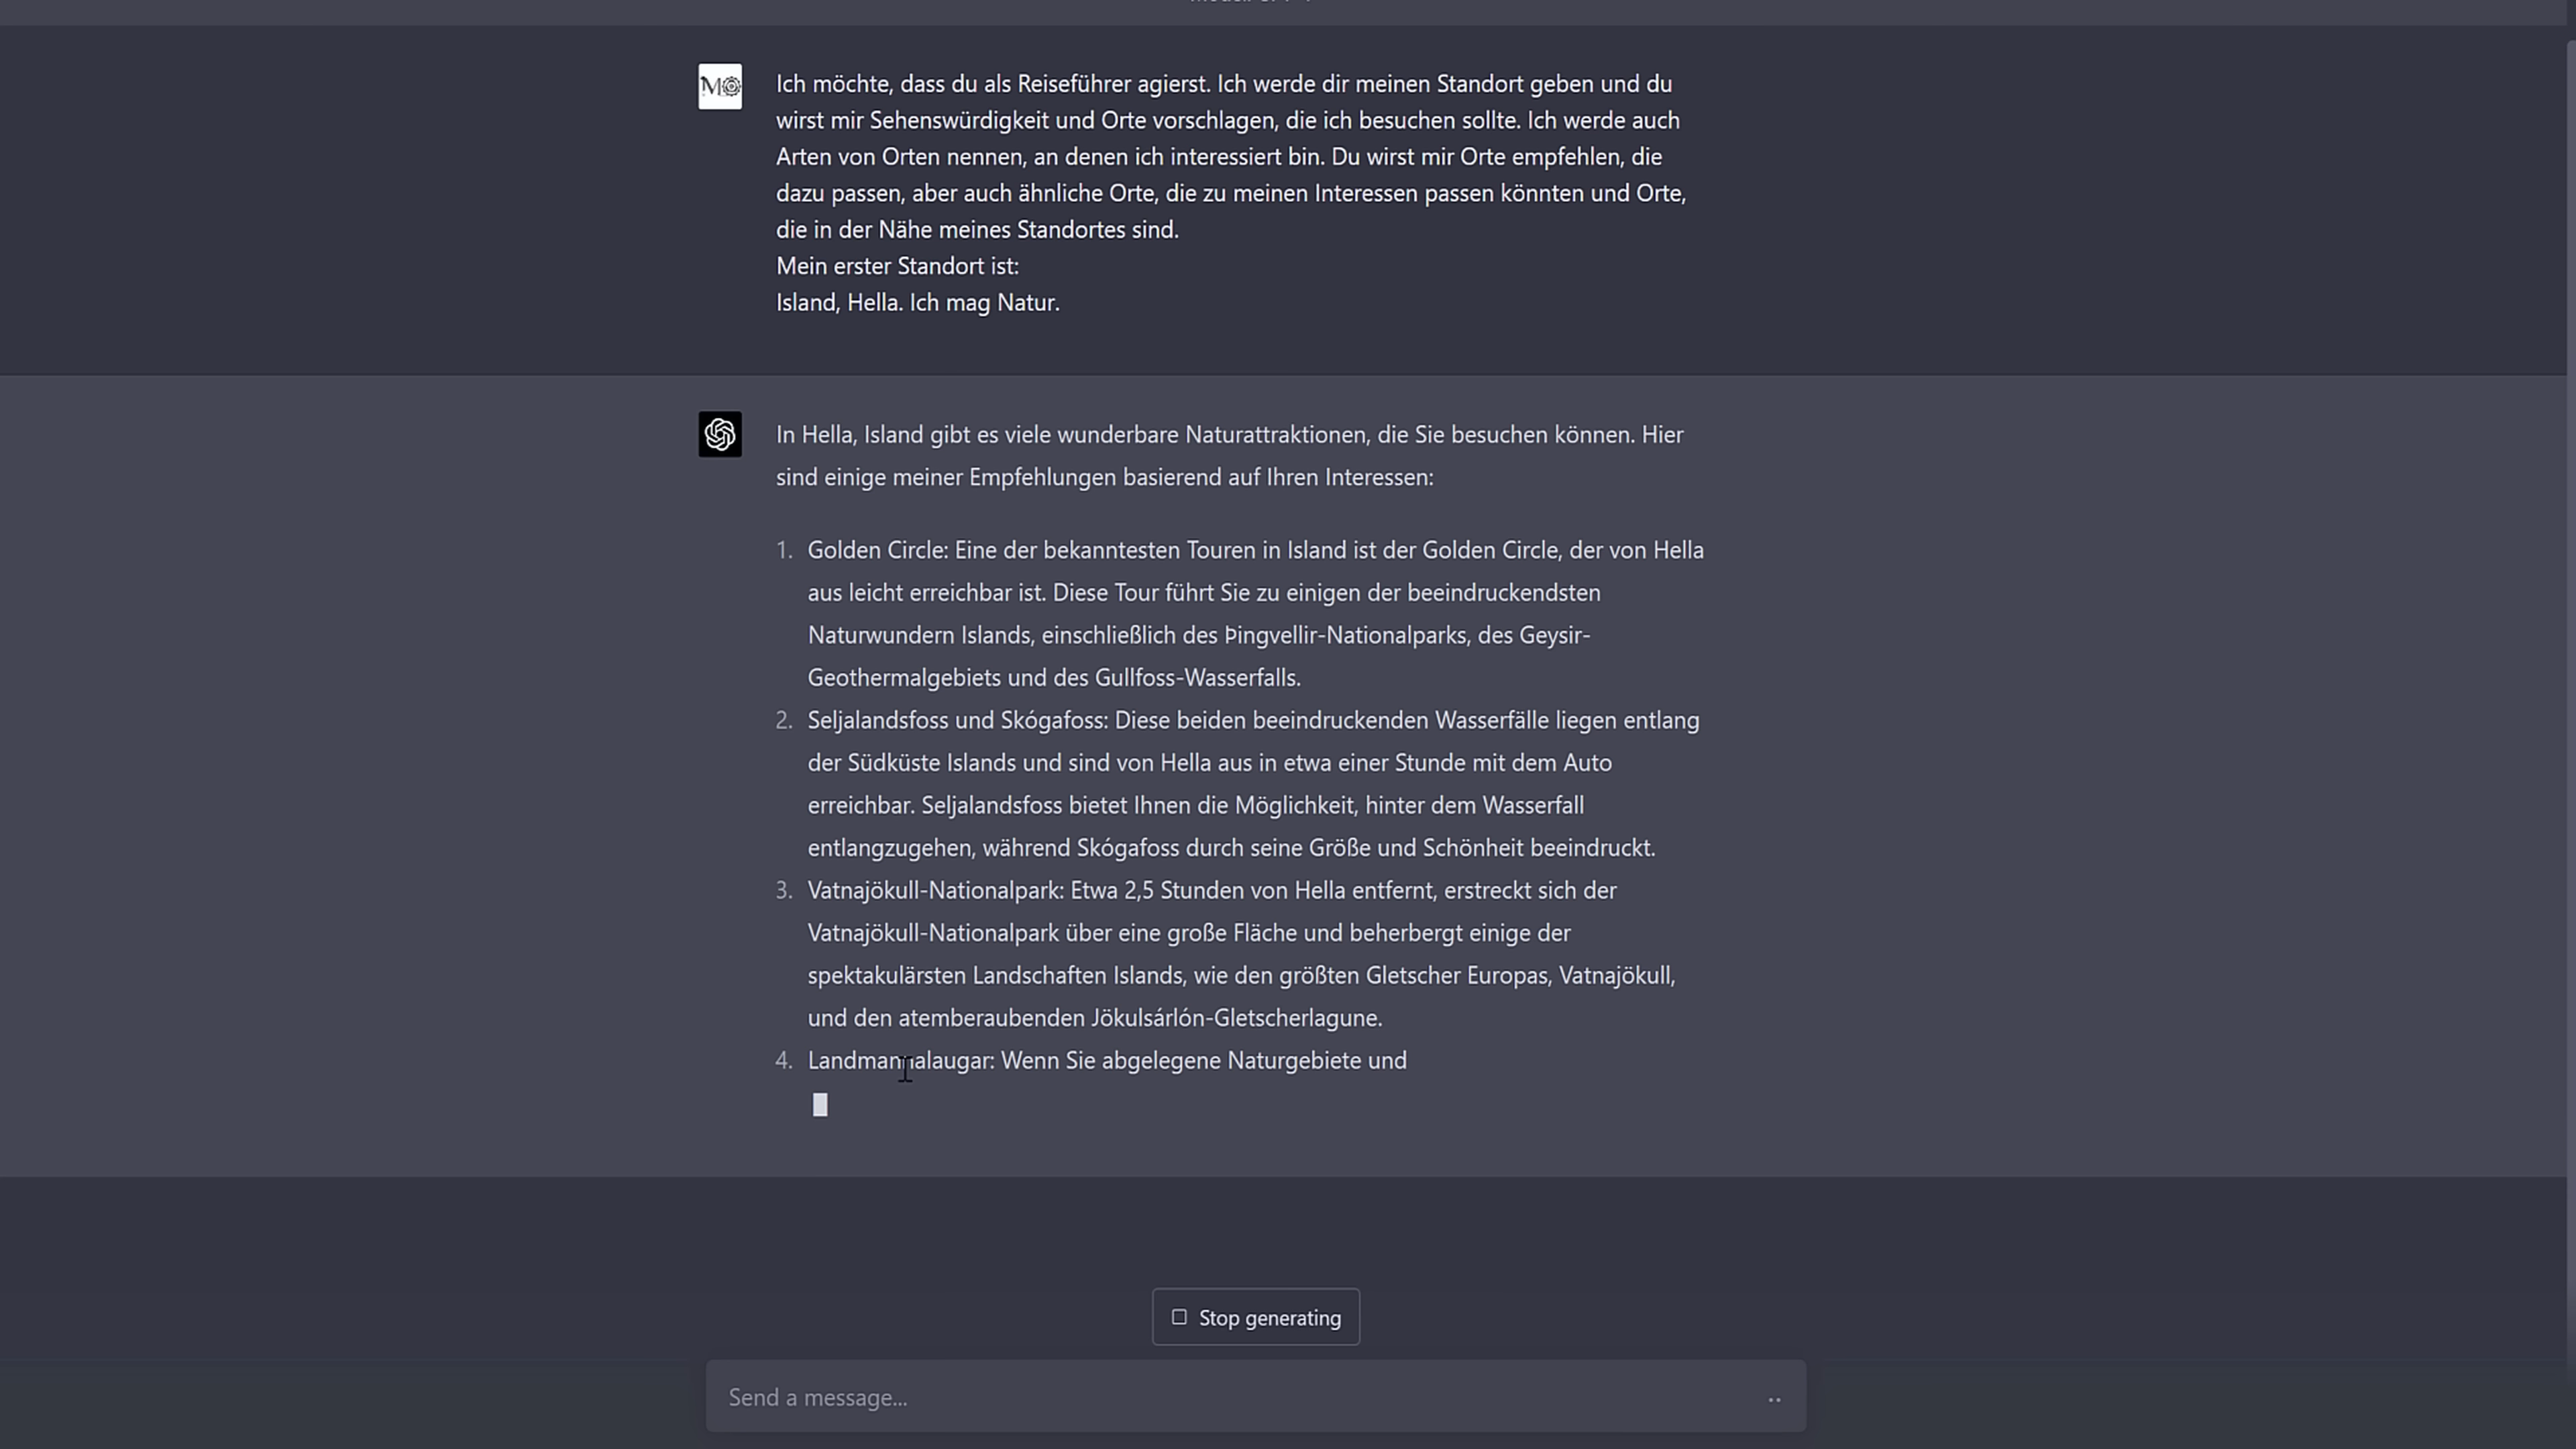 Ich möchte, dass du als Reiseführer agierst. Ich werde dir meinen Standort geben und du
wirst mir Sehenswürdigkeit und Orte vorschlagen, die ich besuchen sollte. Ich werde auch
Arten von Orten nennen, an denen ich interessiert bin. Du wirst mir Orte empfehlen, die
dazu passen, aber auch ähnliche Orte, die zu meinen Interessen passen könnten und Orte,
die in der Nähe meines Standortes sind.
Mein erster Standort ist:
Island, Hella. Ich mag Natur.
In Hella, Island gibt es viele wunderbare Naturattraktionen, die Sie besuchen können. Hier
sind einige meiner Empfehlungen basierend auf Ihren Interessen:
1. Golden Circle: Eine der bekanntesten Touren in Island ist der Golden Circle, der von Hella
aus leicht erreichbar ist. Diese Tour führt Sie zu einigen der beeindruckendsten
Naturwundern Islands, einschließlich des Þingvellir-Nationalparks, des Geysir-
Geothermalgebiets und des Gullfoss-Wasserfalls.
2. Seljalandsfoss und Skógafoss: Diese beiden beeindruckenden Wasserfälle liegen entlang
der Südküste Islands und sind von Hella aus in etwa einer Stunde mit dem Auto
erreichbar. Seljalandsfoss bietet Ihnen die Möglichkeit, hinter dem Wasserfall
entlangzugehen, während Skógafoss durch seine Größe und Schönheit beeindruckt.
3. Vatnajökull-Nationalpark: Etwa 2,5 Stunden von Hella entfernt, erstreckt sich der
Vatnajökull-Nationalpark über eine große Fläche und beherbergt einige der
spektakulärsten Landschaften Islands, wie den größten Gletscher Europas, Vatnajökull,
und den atemberaubenden Jökulsárlón-Gletscherlagune.
4. Landmannalaugar: Wenn Sie abgelegene Naturgebiete und
Stop generating
Send a message...